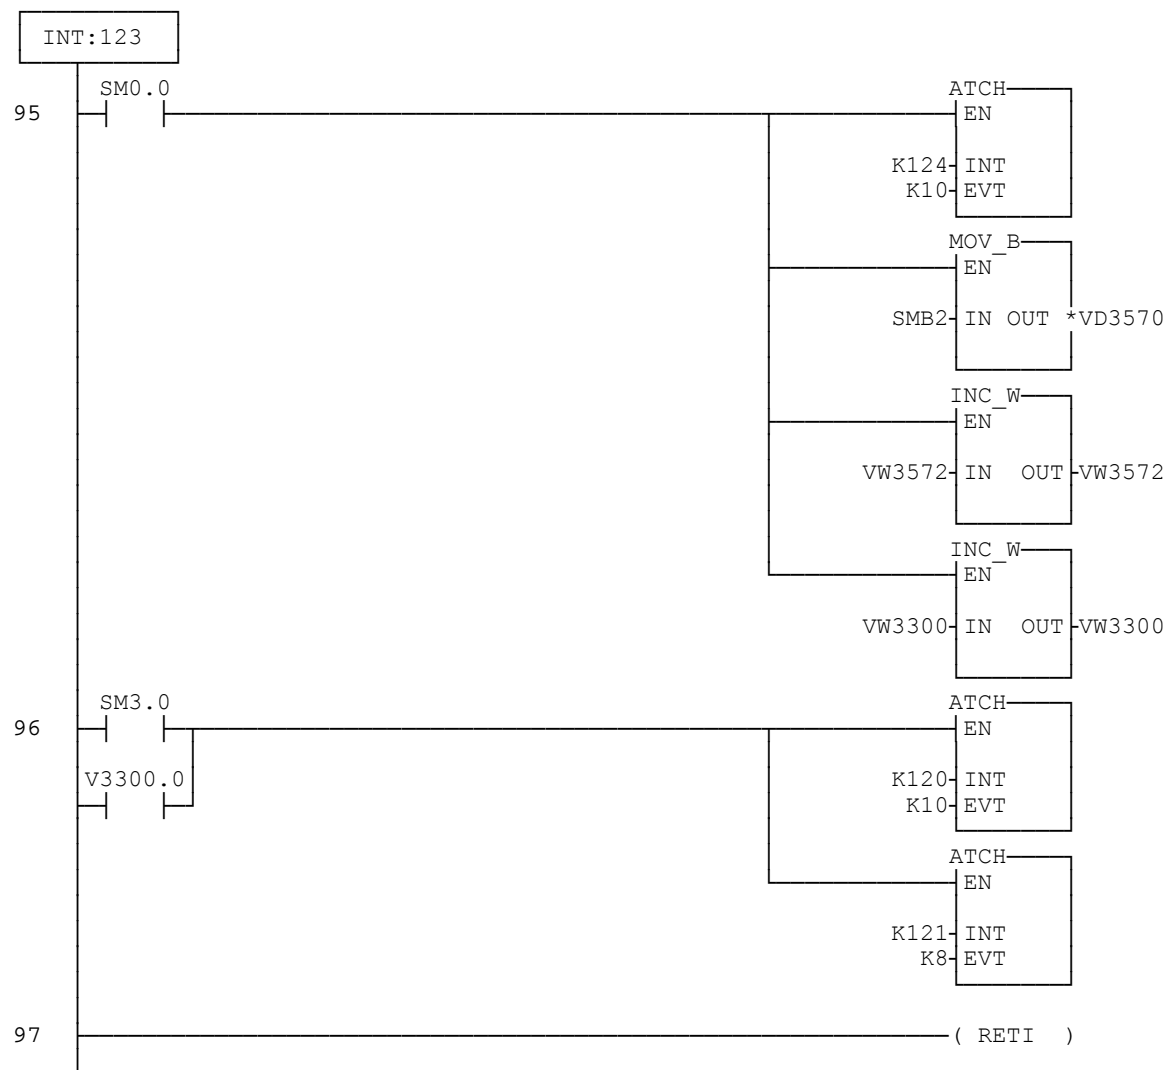 INT:123
SM0.0 ATCH
95 EN
K124 INT
K10 EVT
MOV_B
EN
SMB2 IN OUT *VD3570
INC_W
EN
VW3572 IN OUT VW3572
INC_W
EN
VW3300 IN OUT VW3300
SM3.0 ATCH
96 EN
V3300.0 K120 INT
K10 EVT
ATCH
EN
K121 INT
K8 EVT
97 ( RETI )